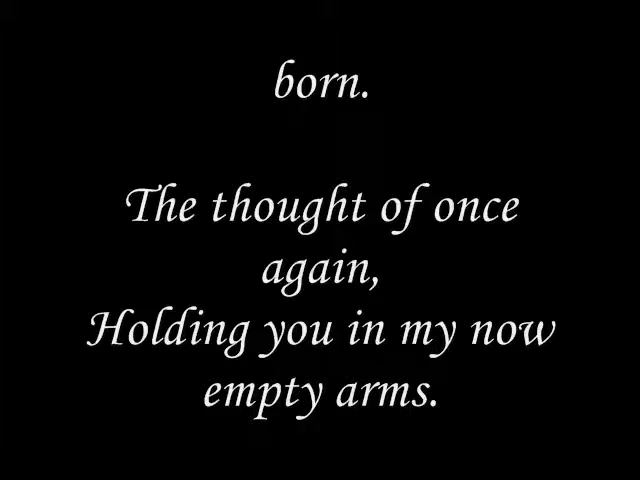 born.
The thought of once
again,
Holding you in my now
empty arms.